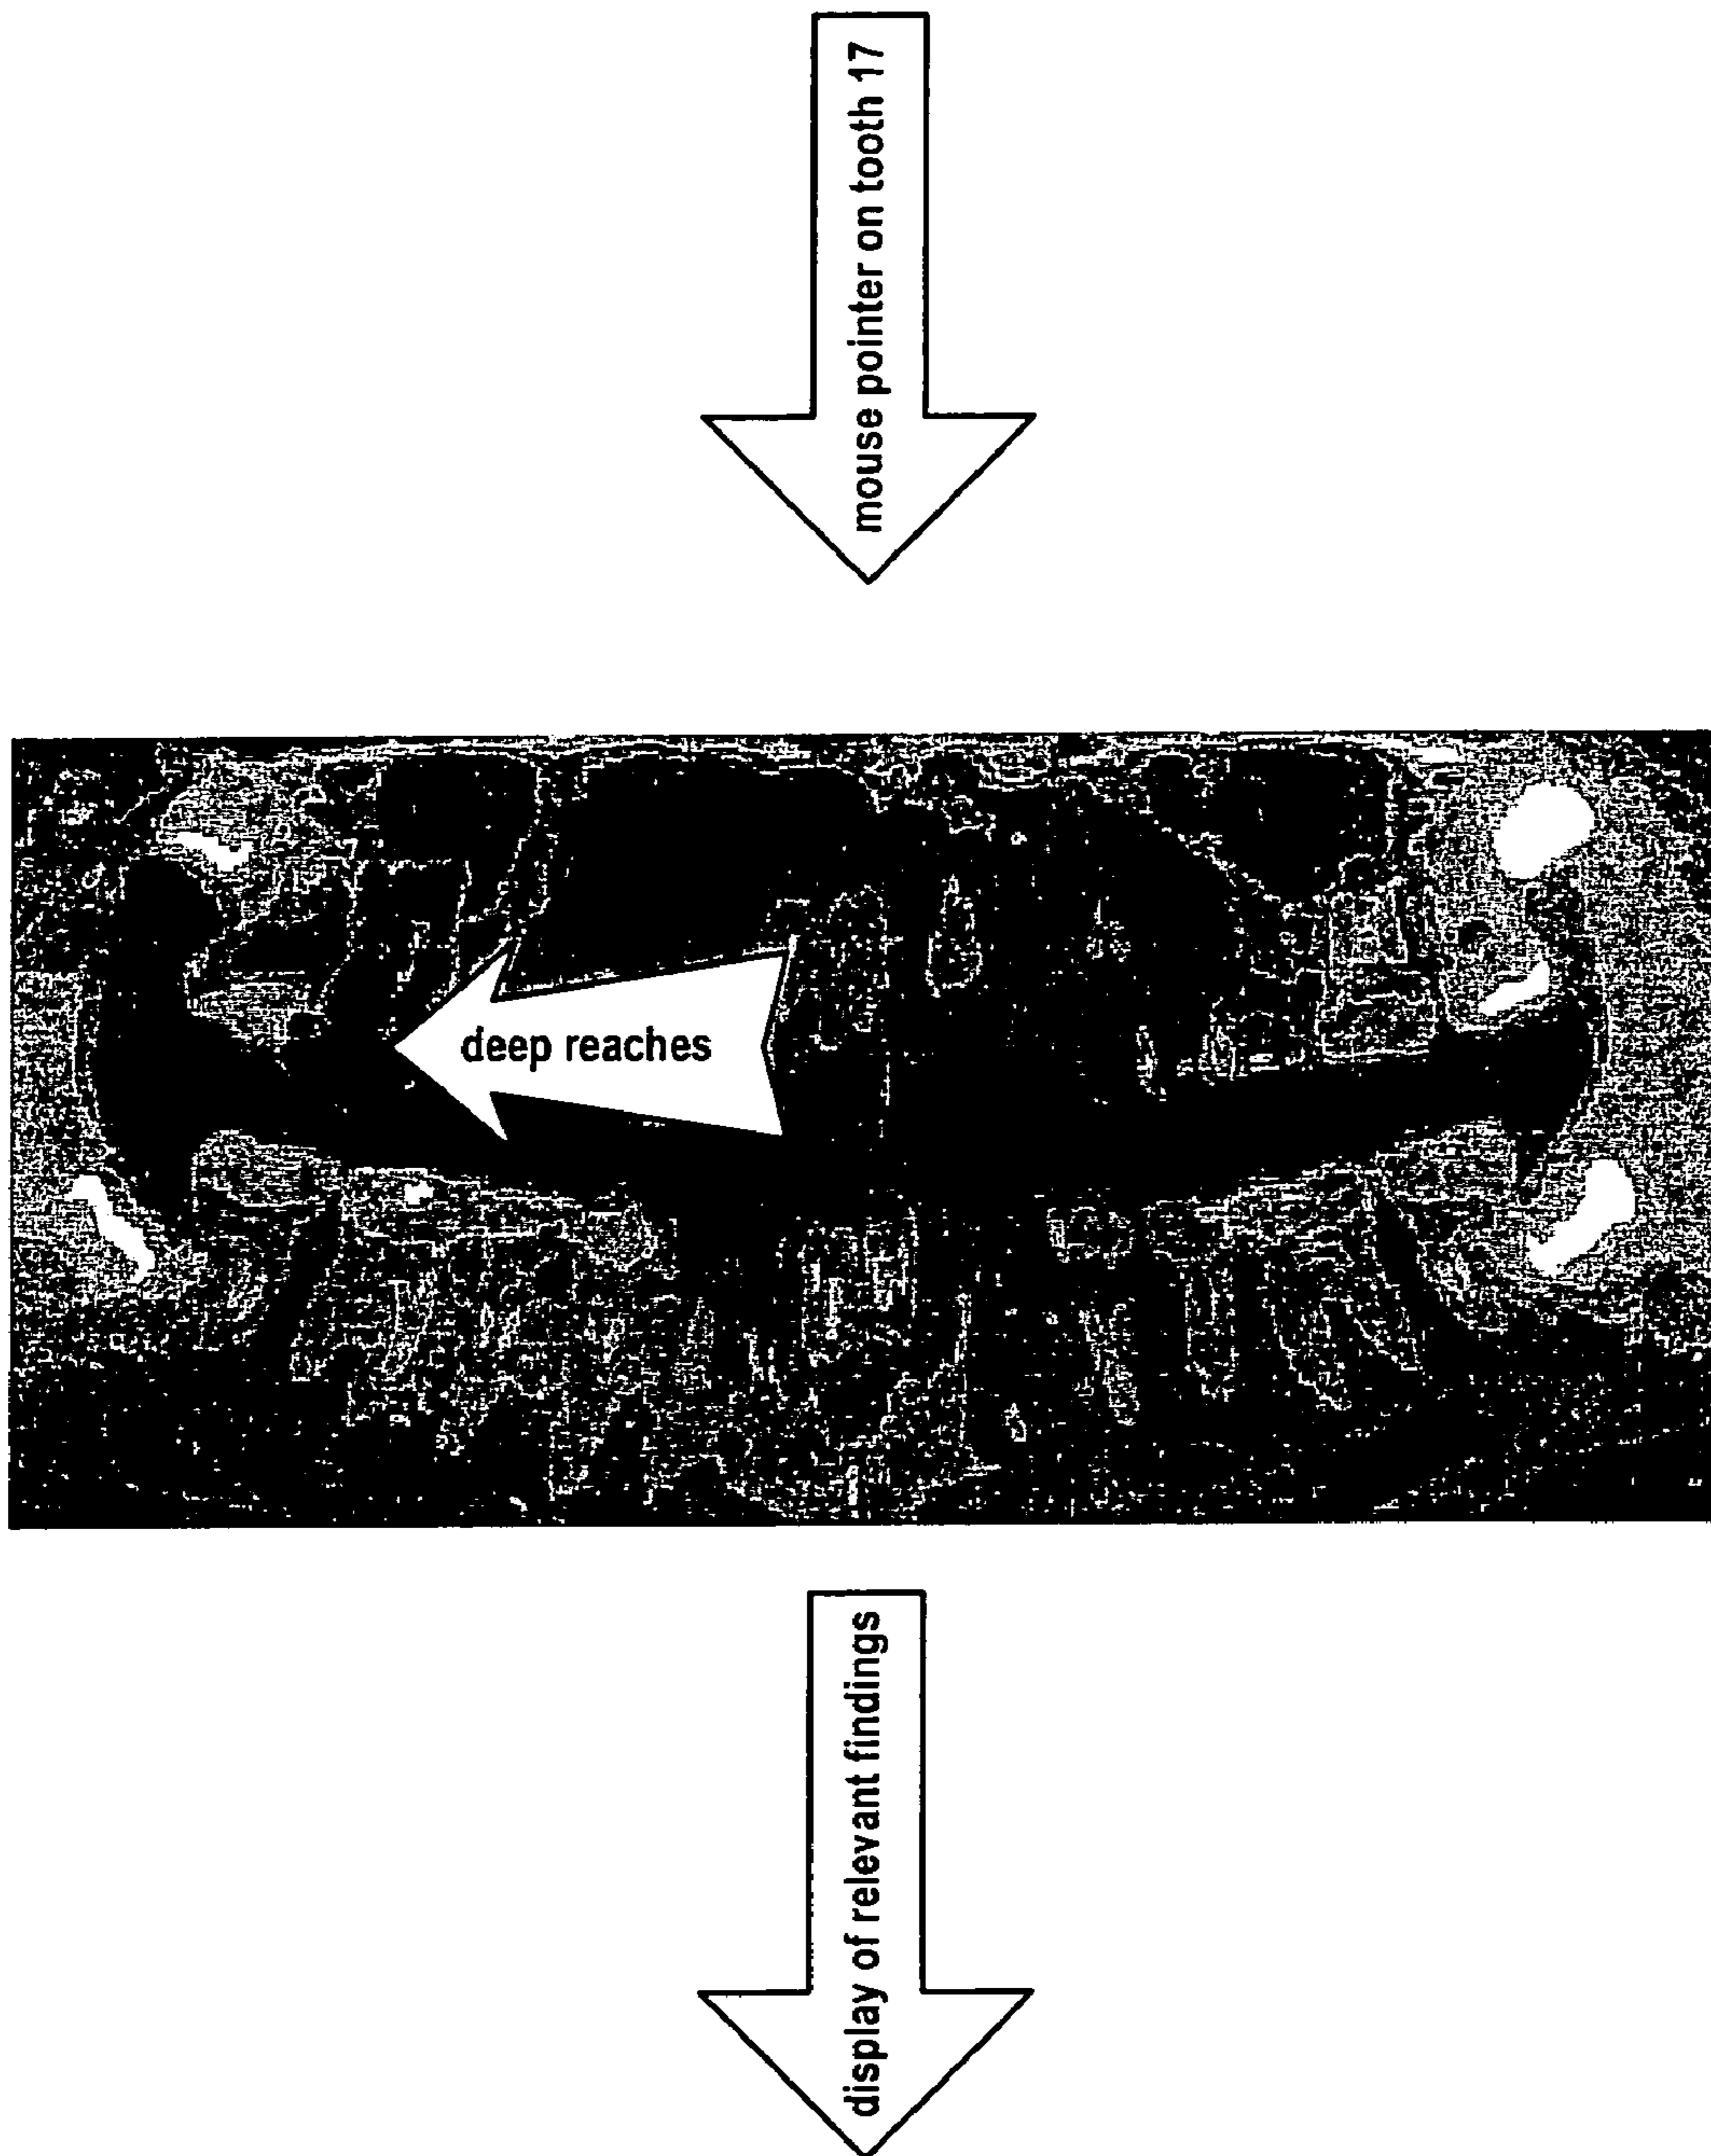 mouse pointer on tooth 17
deep reaches
display of relevant findings